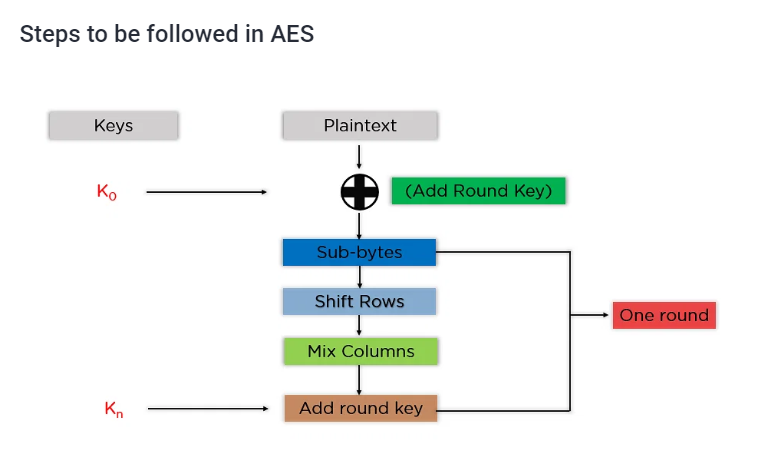 Steps to be followed in AES
Keys
Plaintext
K0
(Add Round Key)
Sub-bytes
Shift Rows
One round
Mix Columns
Kn
Add round key